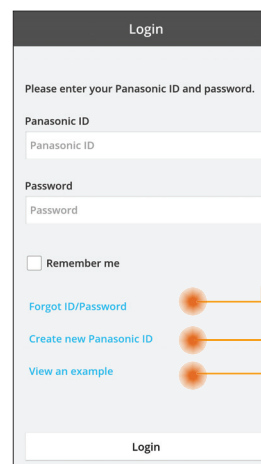 Login
Please enter your Panasonic ID and password.
Panasonic ID
Panasonic ID
Password
Password
Remember me
Forgot ID/Password
Create new Panasonic ID
View an example
Login